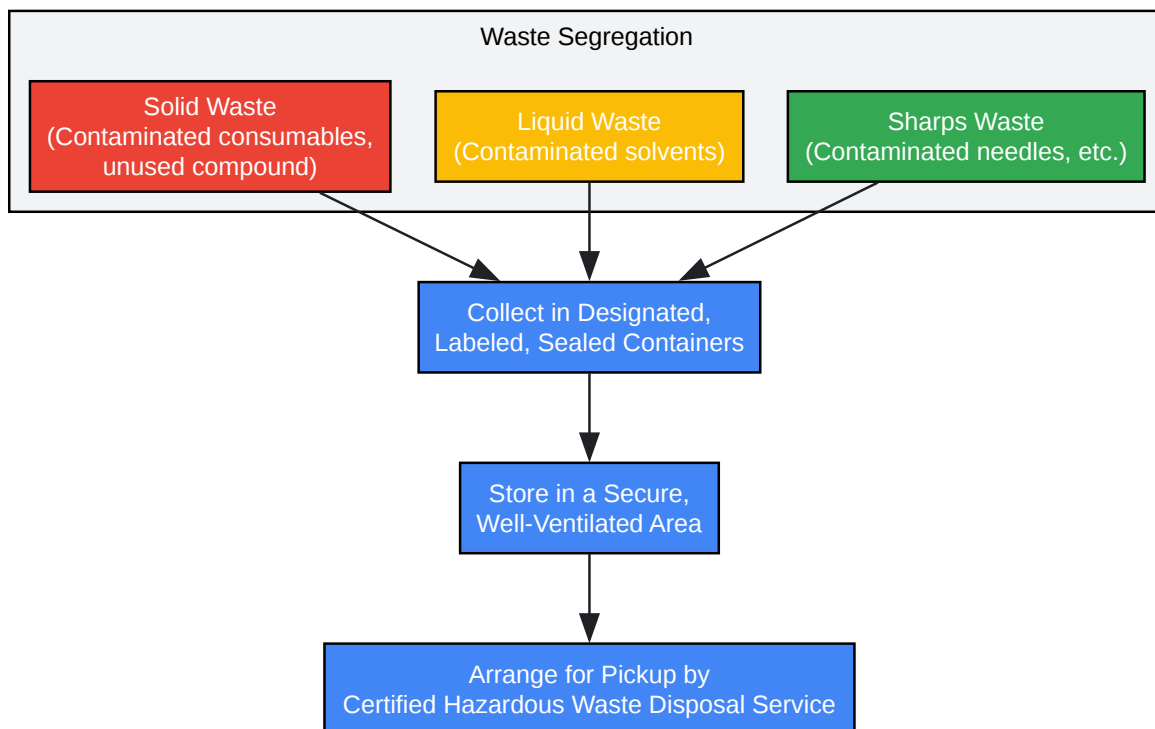 Waste Segregation
Solid Waste
(Contaminated consumables,
unused compound)
Liquid Waste
(Contaminated solvents)
Sharps Waste
(Contaminated needles, etc.)
Collect in Designated,
Labeled, Sealed Containers
Store in a Secure,
Well-Ventilated Area
Arrange for Pickup by
Certified Hazardous Waste Disposal Service